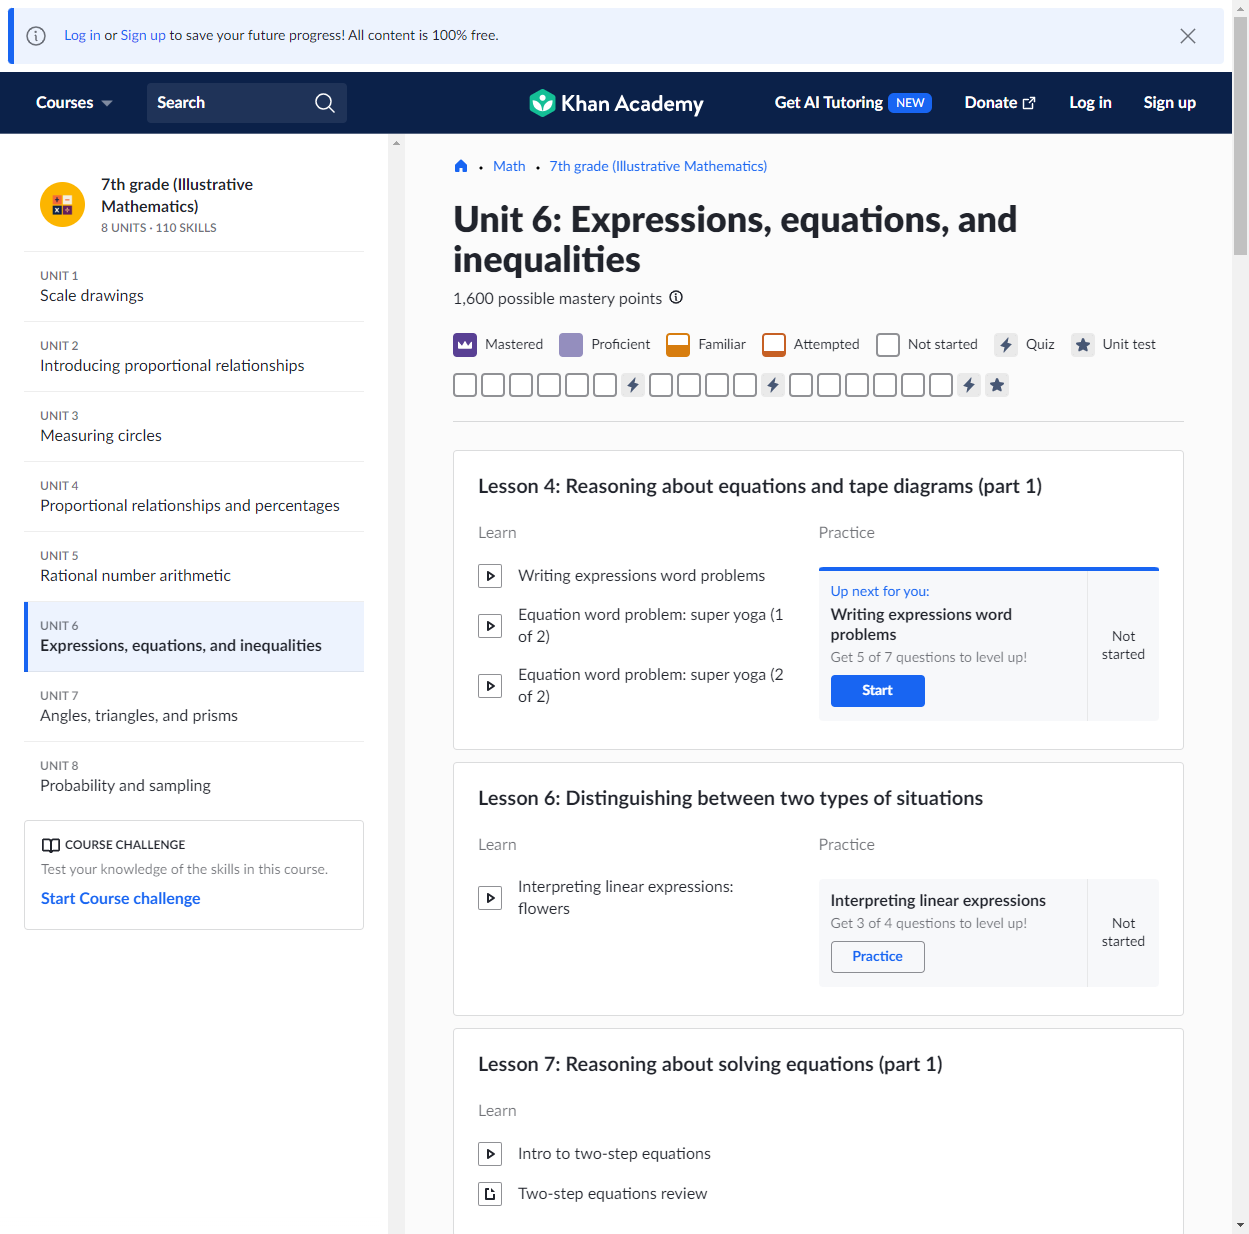 Log in or Sign up to save your future progress! All content is 100% free.
Courses
Search
Khan Academy
Get AI Tutoring NEW
Donate
Log in
Sign up
7th grade (Illustrative
Mathematics)
8 UNITS · 110 SKILLS
UNIT 1
Scale drawings
UNIT 2
Introducing proportional relationships
UNIT 3
Measuring circles
UNIT 4
Proportional relationships and percentages
UNIT 5
Rational number arithmetic
UNIT 6
Expressions, equations, and inequalities
UNIT 7
Angles, triangles, and prisms
UNIT 8
Probability and sampling
COURSE CHALLENGE
Test your knowledge of the skills in this course.
Start Course challenge
• Math • 7th grade (Illustrative Mathematics)
Unit 6: Expressions, equations, and
inequalities
1,600 possible mastery points
Mastered
Proficient
Familiar
Attempted
Not started
Quiz
Unit test
Lesson 4: Reasoning about equations and tape diagrams (part 1)
Learn
Writing expressions word problems
Equation word problem: super yoga (1
of 2)
Equation word problem: super yoga (2
of 2)
Practice
Up next for you:
Writing expressions word
problems
Get 5 of 7 questions to level up!
Start
Not
started
Lesson 6: Distinguishing between two types of situations
Learn
Interpreting linear expressions:
flowers
Practice
Interpreting linear expressions
Get 3 of 4 questions to level up!
Practice
Not
started
Lesson 7: Reasoning about solving equations (part 1)
Learn
Intro to two-step equations
Two-step equations review